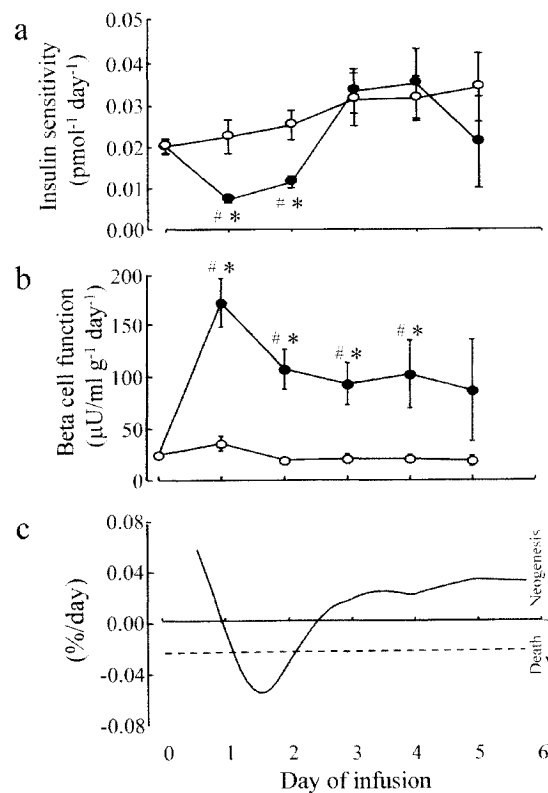 a
Insulin sensitivity
(pmol⁻¹ day⁻¹)
0.05
0.04
0.03
0.02
0.01
0.00
# *
# *
b
Beta cell function
(µU/ml g⁻¹ day⁻¹)
200
150
100
50
0
# *
# *
# *
# *
c
(%/day)
0.08
0.04
0.00
-0.04
-0.08
Neogenesis
Death
0 1 2 3 4 5 6
Day of infusion